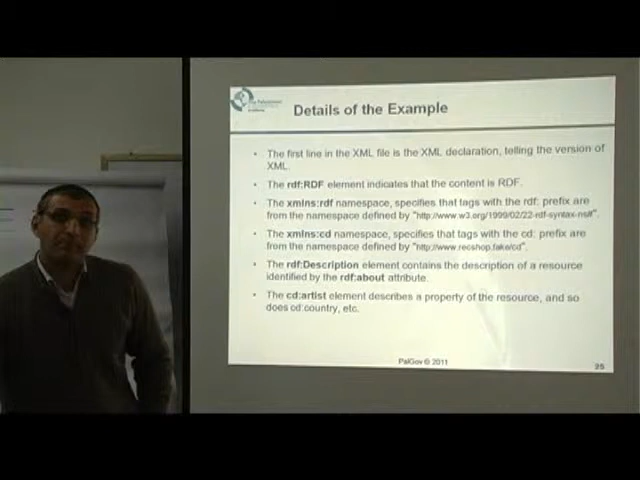 Details of the Example
• The first line in the XML file is the XML declaration, telling the version of
XML.
• The rdf:RDF element indicates that the content is RDF.
• The xmlns:rdf namespace, specifies that tags with the rdf: prefix are
from the namespace defined by "http://www.w3.org/1999/02/22-rdf-syntax-ns#".
• The xmlns:cd namespace, specifies that tags with the cd: prefix are
from the namespace defined by "http://www.recshop.fake/cd".
• The rdf:Description element contains the description of a resource
identified by the rdf:about attribute.
• The cd:artist element describes a property of the resource, and so
does cd:country, etc.
PalGov © 2011
25